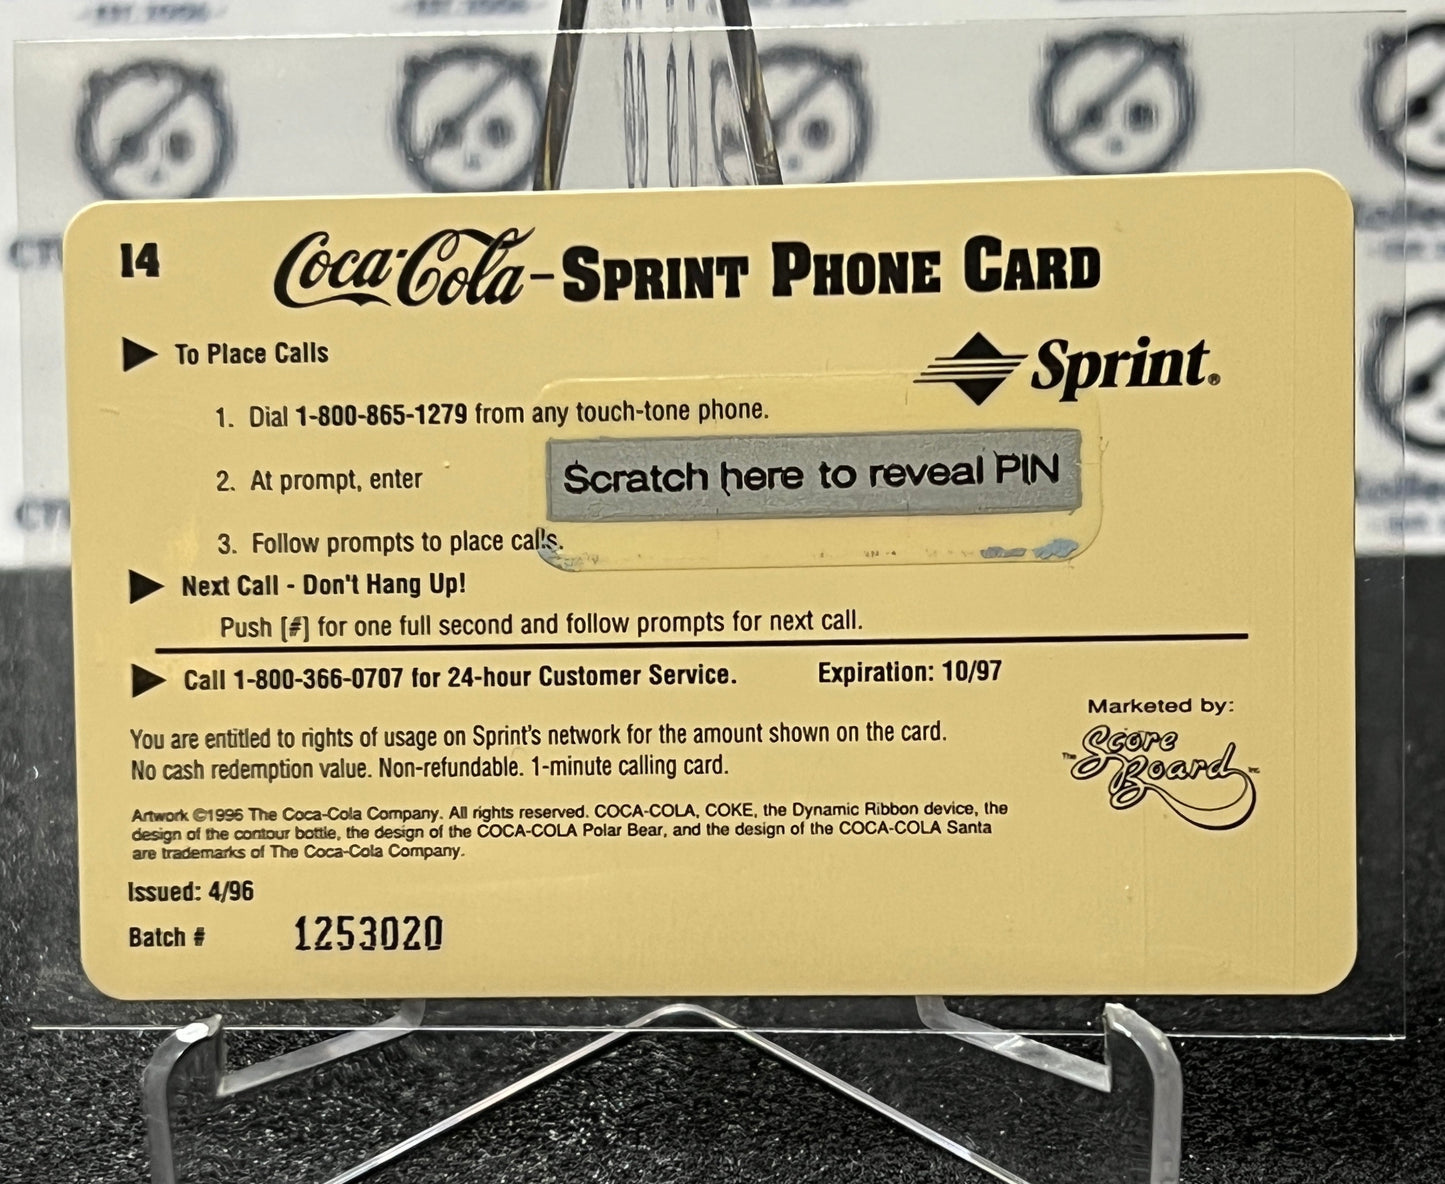 14
Coca-Cola - SPRINT PHONE CARD
To Place Calls
Sprint®
1. Dial 1-800-865-1279 from any touch-tone phone.
2. At prompt, enter
Scratch here to reveal PIN
3. Follow prompts to place calls.
Next Call - Don't Hang Up!
Push [#] for one full second and follow prompts for next call.
Call 1-800-366-0707 for 24-hour Customer Service.
Expiration: 10/97
Marketed by:
The Score Board Inc.
You are entitled to rights of usage on Sprint's network for the amount shown on the card.
No cash redemption value. Non-refundable. 1-minute calling card.
Artwork ©1996 The Coca-Cola Company. All rights reserved. COCA-COLA, COKE, the Dynamic Ribbon device, the
design of the contour bottle, the design of the COCA-COLA Polar Bear, and the design of the COCA-COLA Santa
are trademarks of The Coca-Cola Company.
Issued: 4/96
Batch # 1253020